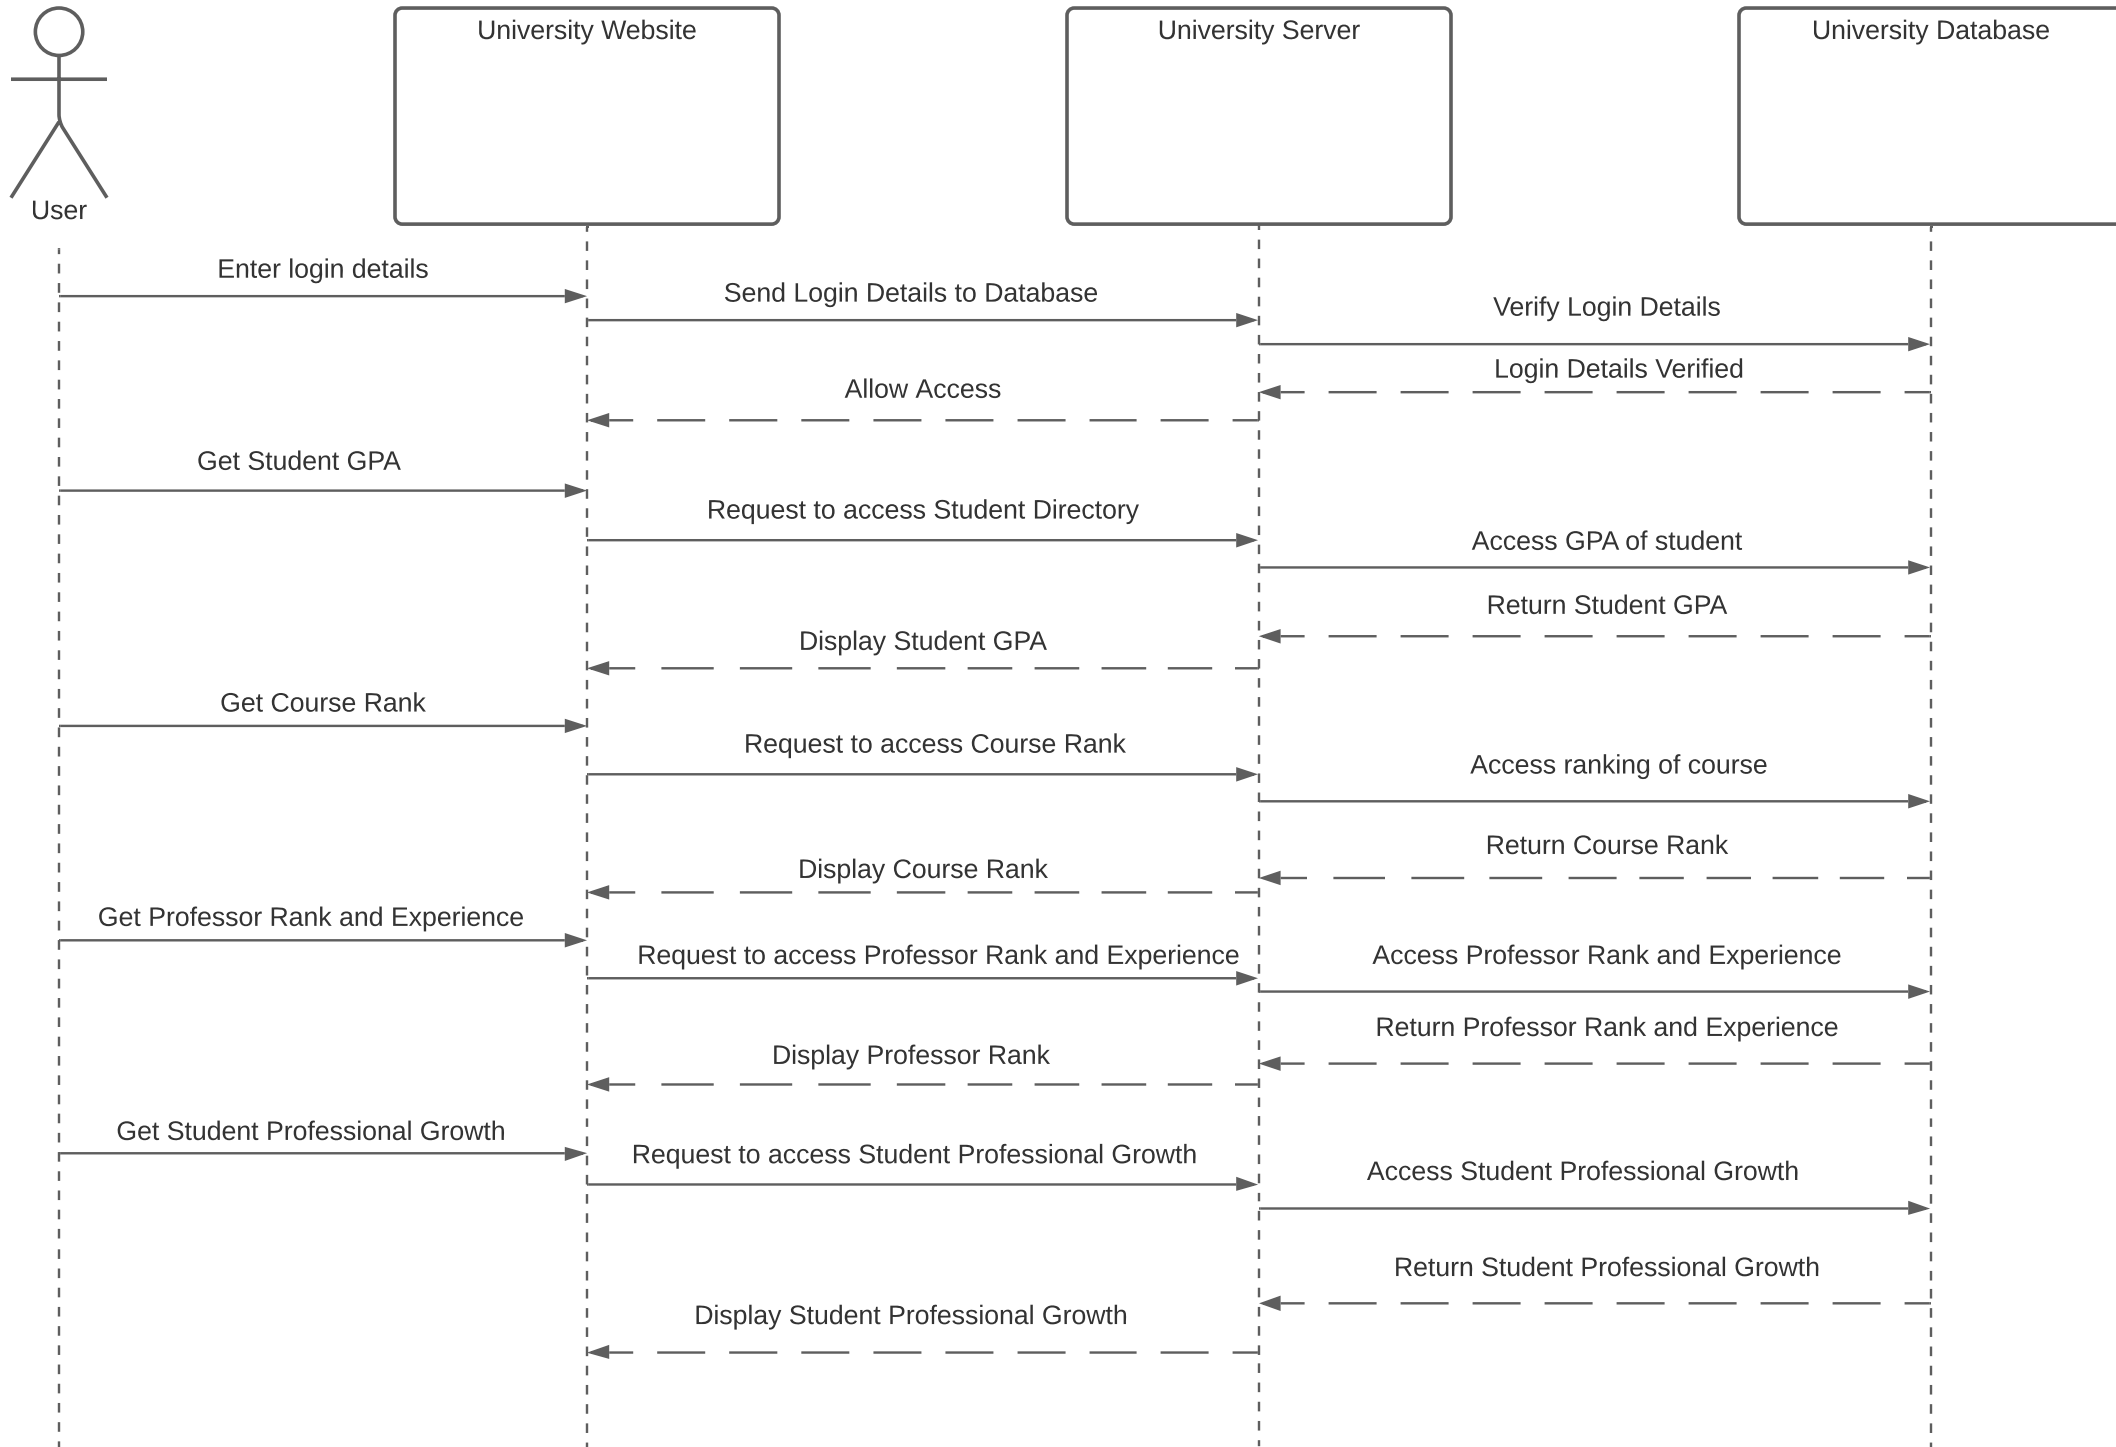 University Website
University Server
University Database
User
Enter login details
Send Login Details to Database
Verify Login Details
Login Details Verified
Allow Access
Get Student GPA
Request to access Student Directory
Access GPA of student
Return Student GPA
Display Student GPA
Get Course Rank
Request to access Course Rank
Access ranking of course
Return Course Rank
Display Course Rank
Get Professor Rank and Experience
Request to access Professor Rank and Experience
Access Professor Rank and Experience
Return Professor Rank and Experience
Display Professor Rank
Get Student Professional Growth
Request to access Student Professional Growth
Access Student Professional Growth
Return Student Professional Growth
Display Student Professional Growth